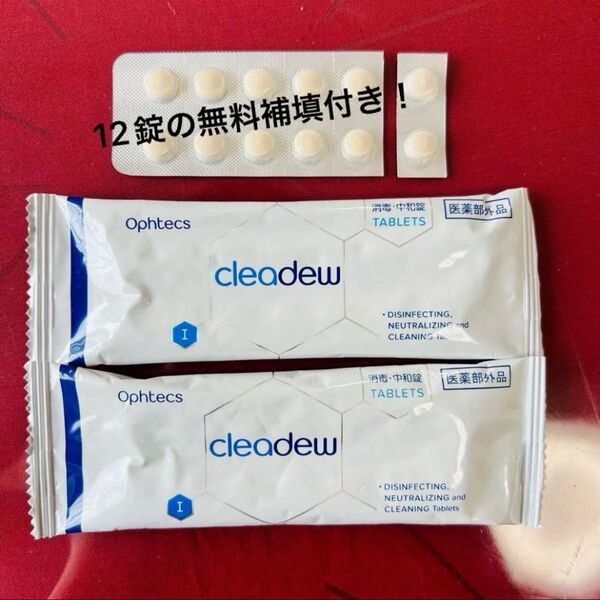 12錠の無料補填付き！
Ophtecs
cleadew
I
消毒・中和錠
TABLETS
医薬部外品
・DISINFECTING,
NEUTRALIZING and
CLEANING Tablets
Ophtecs
cleadew
I
消毒・中和錠
TABLETS
医薬部外品
・DISINFECTING,
NEUTRALIZING and
CLEANING Tablets